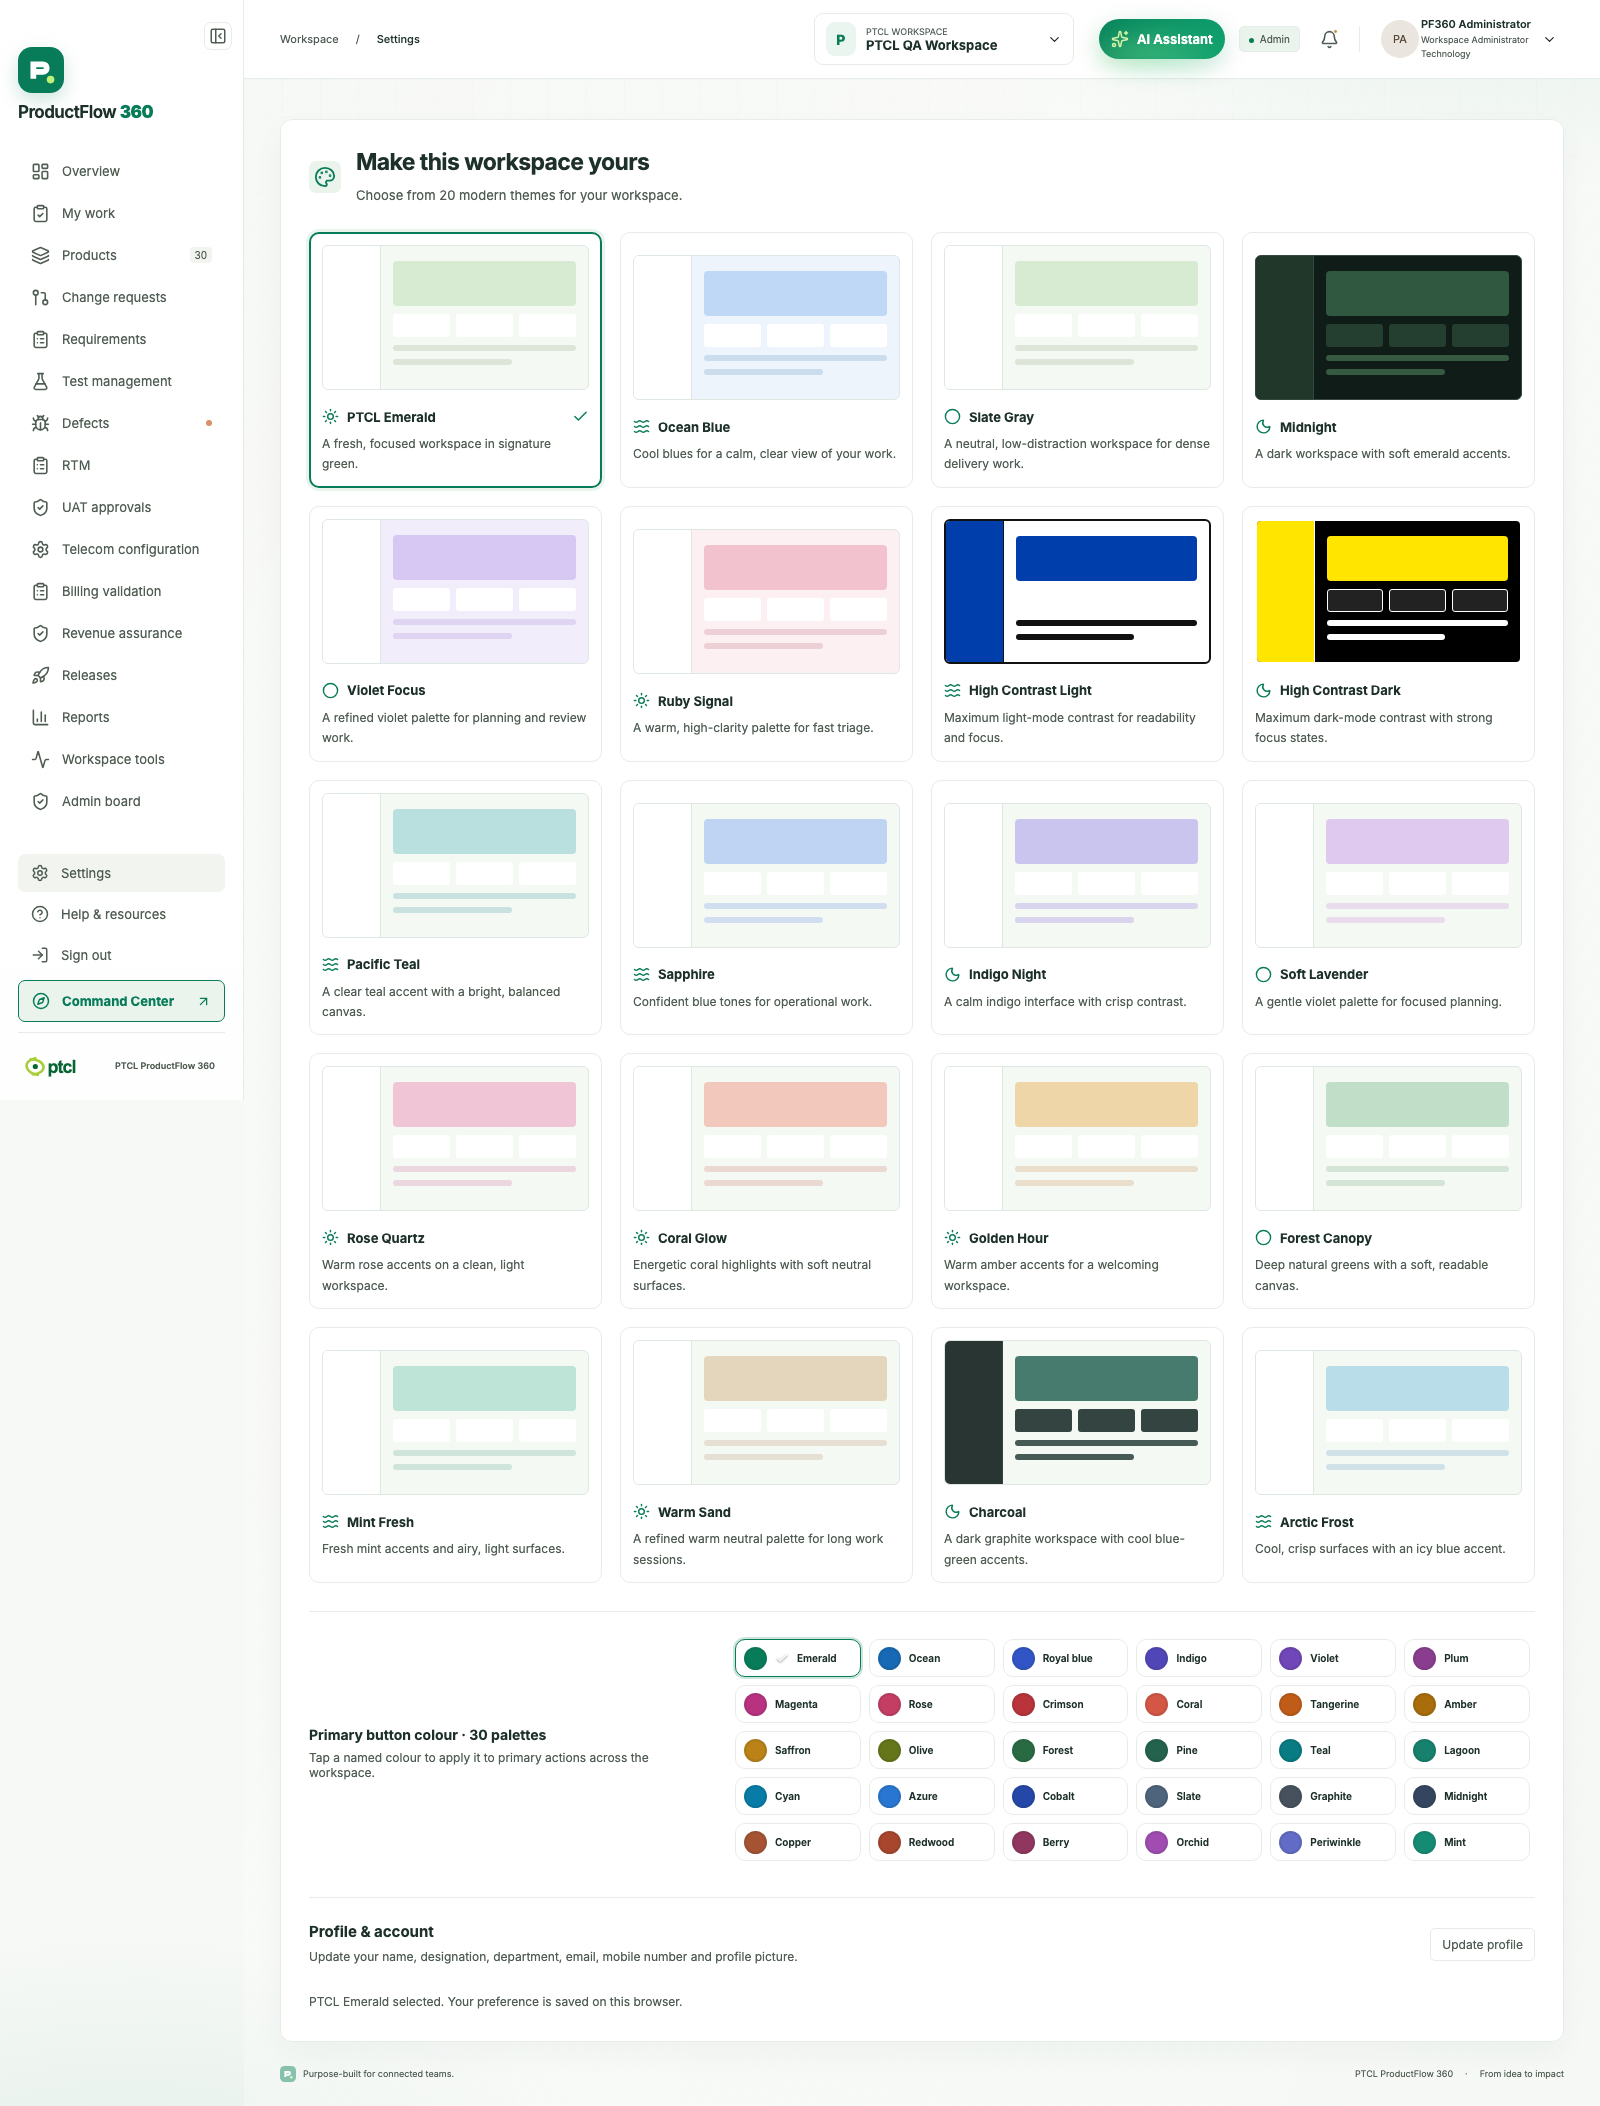 P.
ProductFlow 360
Overview
My work
Products 30
Change requests
Requirements
Test management
Defects
RTM
UAT approvals
Telecom configuration
Billing validation
Revenue assurance
Releases
Reports
Workspace tools
Admin board
Settings
Help & resources
Sign out
Command Center
ptcl PTCL ProductFlow 360
Workspace / Settings
P
PTCL WORKSPACE
PTCL QA Workspace
AI Assistant
Admin
PA
PF360 Administrator
Workspace Administrator
Technology
Make this workspace yours
Choose from 20 modern themes for your workspace.
PTCL Emerald
A fresh, focused workspace in signature
green.
Ocean Blue
Cool blues for a calm, clear view of your work.
Slate Gray
A neutral, low-distraction workspace for dense
delivery work.
Midnight
A dark workspace with soft emerald accents.
Violet Focus
A refined violet palette for planning and review
work.
Ruby Signal
A warm, high-clarity palette for fast triage.
High Contrast Light
Maximum light-mode contrast for readability
and focus.
High Contrast Dark
Maximum dark-mode contrast with strong
focus states.
Pacific Teal
A clear teal accent with a bright, balanced
canvas.
Sapphire
Confident blue tones for operational work.
Indigo Night
A calm indigo interface with crisp contrast.
Soft Lavender
A gentle violet palette for focused planning.
Rose Quartz
Warm rose accents on a clean, light
workspace.
Coral Glow
Energetic coral highlights with soft neutral
surfaces.
Golden Hour
Warm amber accents for a welcoming
workspace.
Forest Canopy
Deep natural greens with a soft, readable
canvas.
Mint Fresh
Fresh mint accents and airy, light surfaces.
Warm Sand
A refined warm neutral palette for long work
sessions.
Charcoal
A dark graphite workspace with cool blue-
green accents.
Arctic Frost
Cool, crisp surfaces with an icy blue accent.
Primary button colour · 30 palettes
Tap a named colour to apply it to primary actions across the
workspace.
Emerald Ocean Royal blue Indigo Violet Plum
Magenta Rose Crimson Coral Tangerine Amber
Saffron Olive Forest Pine Teal Lagoon
Cyan Azure Cobalt Slate Graphite Midnight
Copper Redwood Berry Orchid Periwinkle Mint
Profile & account
Update your name, designation, department, email, mobile number and profile picture.
Update profile
PTCL Emerald selected. Your preference is saved on this browser.
P. Purpose-built for connected teams.
PTCL ProductFlow 360 · From idea to impact